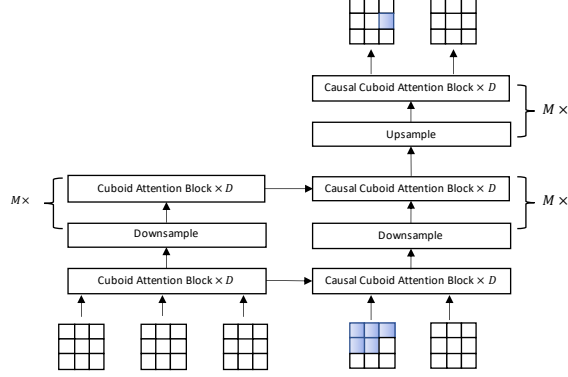 Causal Cuboid Attention Block × D
M ×
Upsample
Cuboid Attention Block × D
Causal Cuboid Attention Block × D
M×
M ×
Downsample
Downsample
Cuboid Attention Block × D
Causal Cuboid Attention Block × D